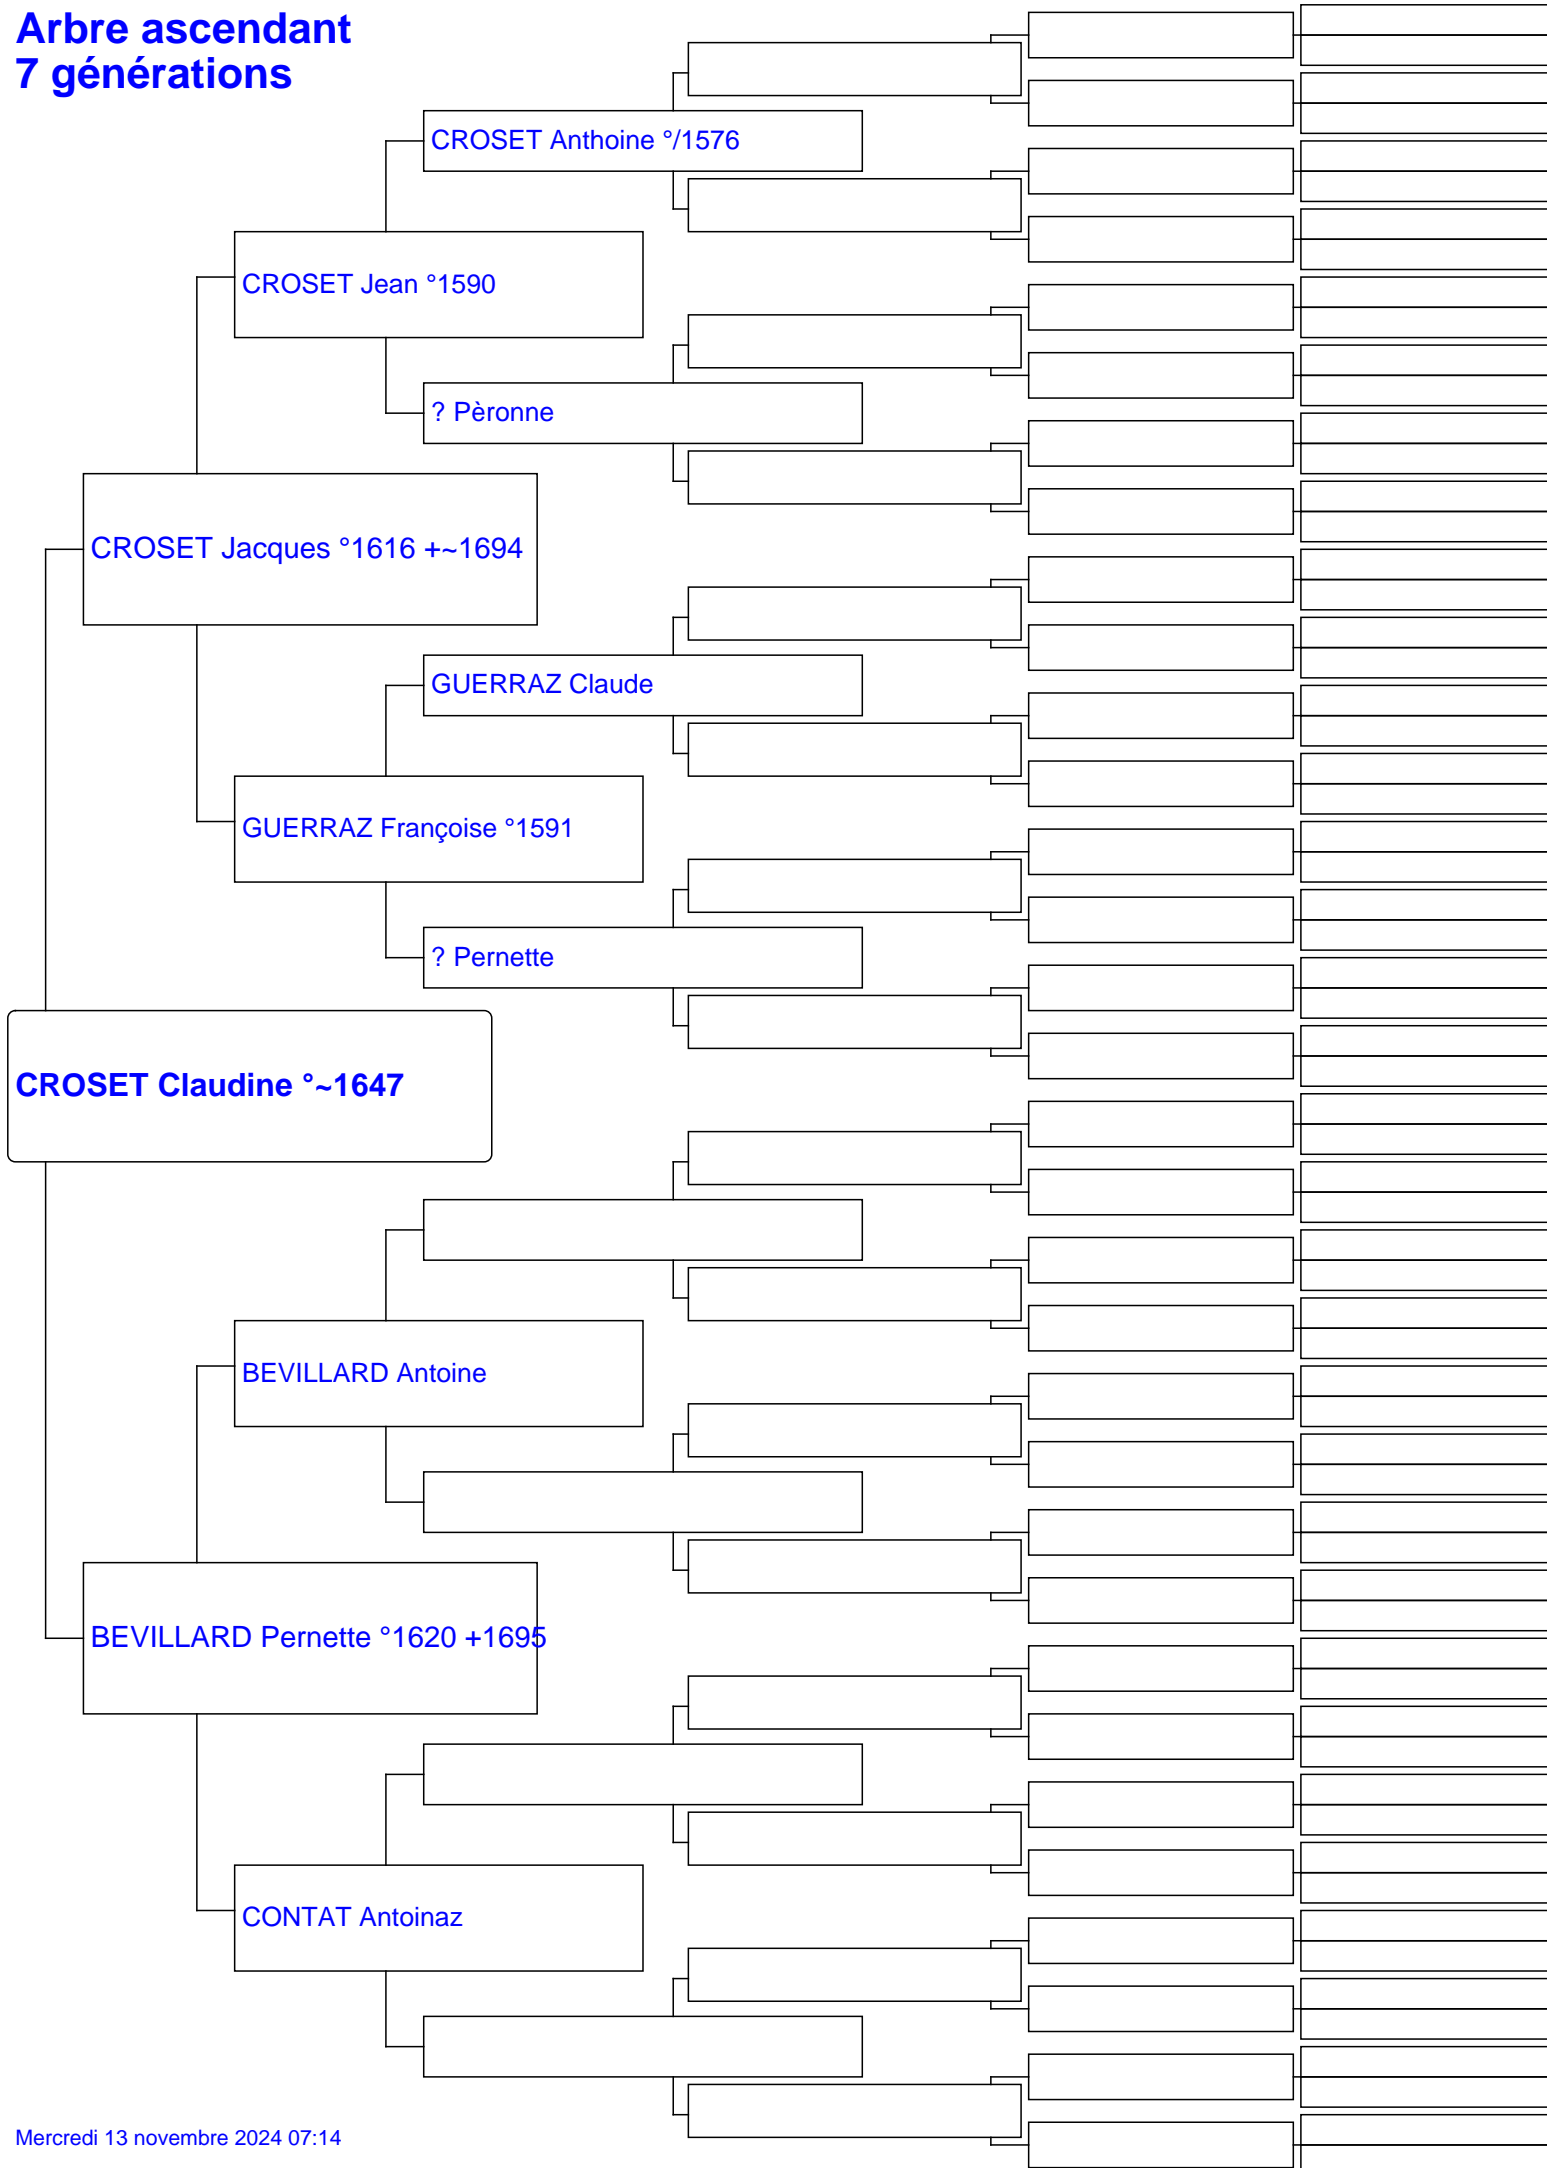 Arbre ascendant
7 générations
CROSET Anthoine °/1576
CROSET Jean °1590
? Pèronne
CROSET Jacques °1616 +~1694
GUERRAZ Claude
GUERRAZ Françoise °1591
? Pernette
CROSET Claudine °~1647
BEVILLARD Antoine
BEVILLARD Pernette °1620 +1695
CONTAT Antoinaz
Mercredi 13 novembre 2024 07:14